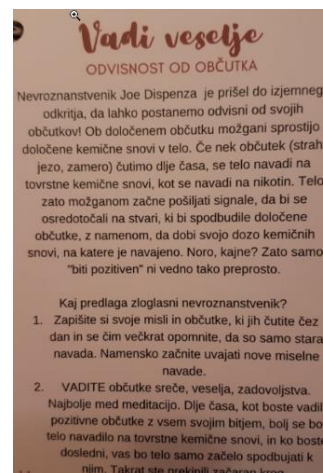 Vadi veselje
ODVISNOST OD OBČUTKA
Nevroznanstvenik Joe Dispenza je prišel do izjemneg
odkritja, da lahko postanemo odvisni od svojih
občutkov! Ob določenem občutku možgani sprostijo
določene kemične snovi v telo. Če nek občutek (strah
jezo, zamero) čutimo dlje časa, se telo navadi na
tovrstne kemične snovi, kot se navadi na nikotin. Telo
zato možganom začne pošiljati signale, da bi se
osredotočali na stvari, ki bi spodbudile določene
občutke, z namenom, da dobi svojo dozo kemičnih
snovi, na katere je navajeno. Noro, kajne? Zato samo
"biti pozitiven" ni vedno tako preprosto.
Kaj predlaga zloglasni nevroznanstvenik?
1. Zapišite si svoje misli in občutke, ki jih čutite čez
dan in se čim večkrat opomnite, da so samo stara
navada. Namensko začnite uvajati nove miselne
navade.
2. VADITE občutke sreče, veselja, zadovoljstva.
Najbolje med meditacijo. Dlje časa, kot boste vadil
pozitivne občutke z vsem svojim bitjem, bolj se bo
telo navadilo na tovrstne kemične snovi, in ko boste
dosledni, vas bo telo samo začelo spodbujati k
njim. Takrat ste prekinili začaran krog